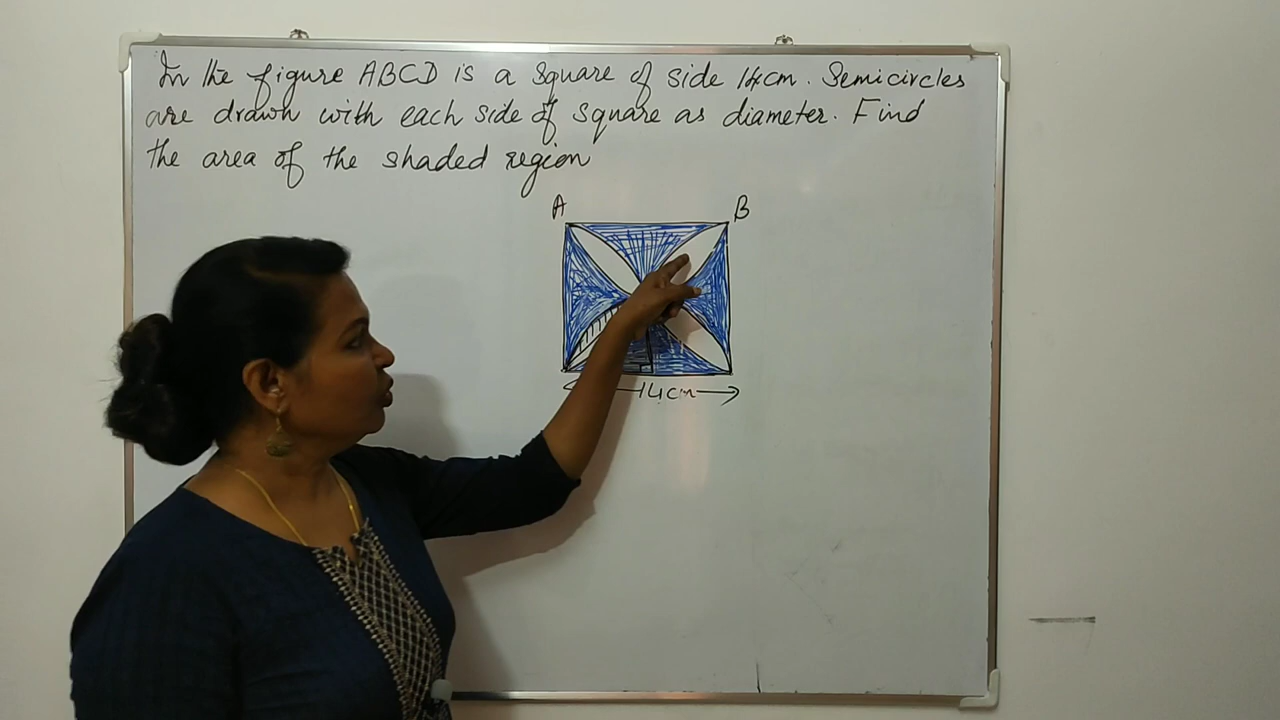 In the figure ABCD is a square of side 14cm. Semicircles
are drawn with each side of square as diameter. Find
the area of the shaded region
A B
14cm